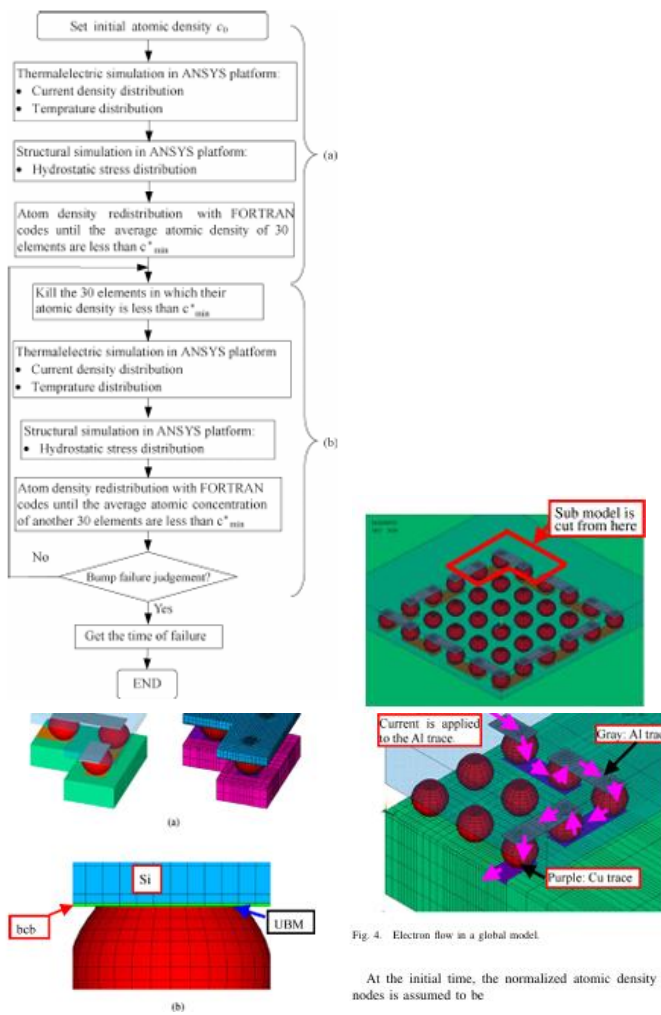 Set initial atomic density c₀
Thermalelectric simulation in ANSYS platform:
• Current density distribution
• Temprature distribution
Structural simulation in ANSYS platform:
• Hydrostatic stress distribution
Atom density redistribution with FORTRAN
codes until the average atomic density of 30
elements are less than c*min
(a)
Kill the 30 elements in which their
atomic density is less than c*min
Thermalelectric simulation in ANSYS platform
• Current density distribution
• Temprature distribution
Structural simulation in ANSYS platform:
• Hydrostatic stress distribution
Atom density redistribution with FORTRAN
codes until the average atomic concentration
of another 30 elements are less than c*min
(b)
No
Bump failure judgement?
Yes
Get the time of failure
END
Sub model is
cut from here
(a)
Si
bcb
UBM
(b)
Current is applied
to the Al trace.
Gray: Al trac
Purple: Cu trace
Fig. 4. Electron flow in a global model.
At the initial time, the normalized atomic density
nodes is assumed to be